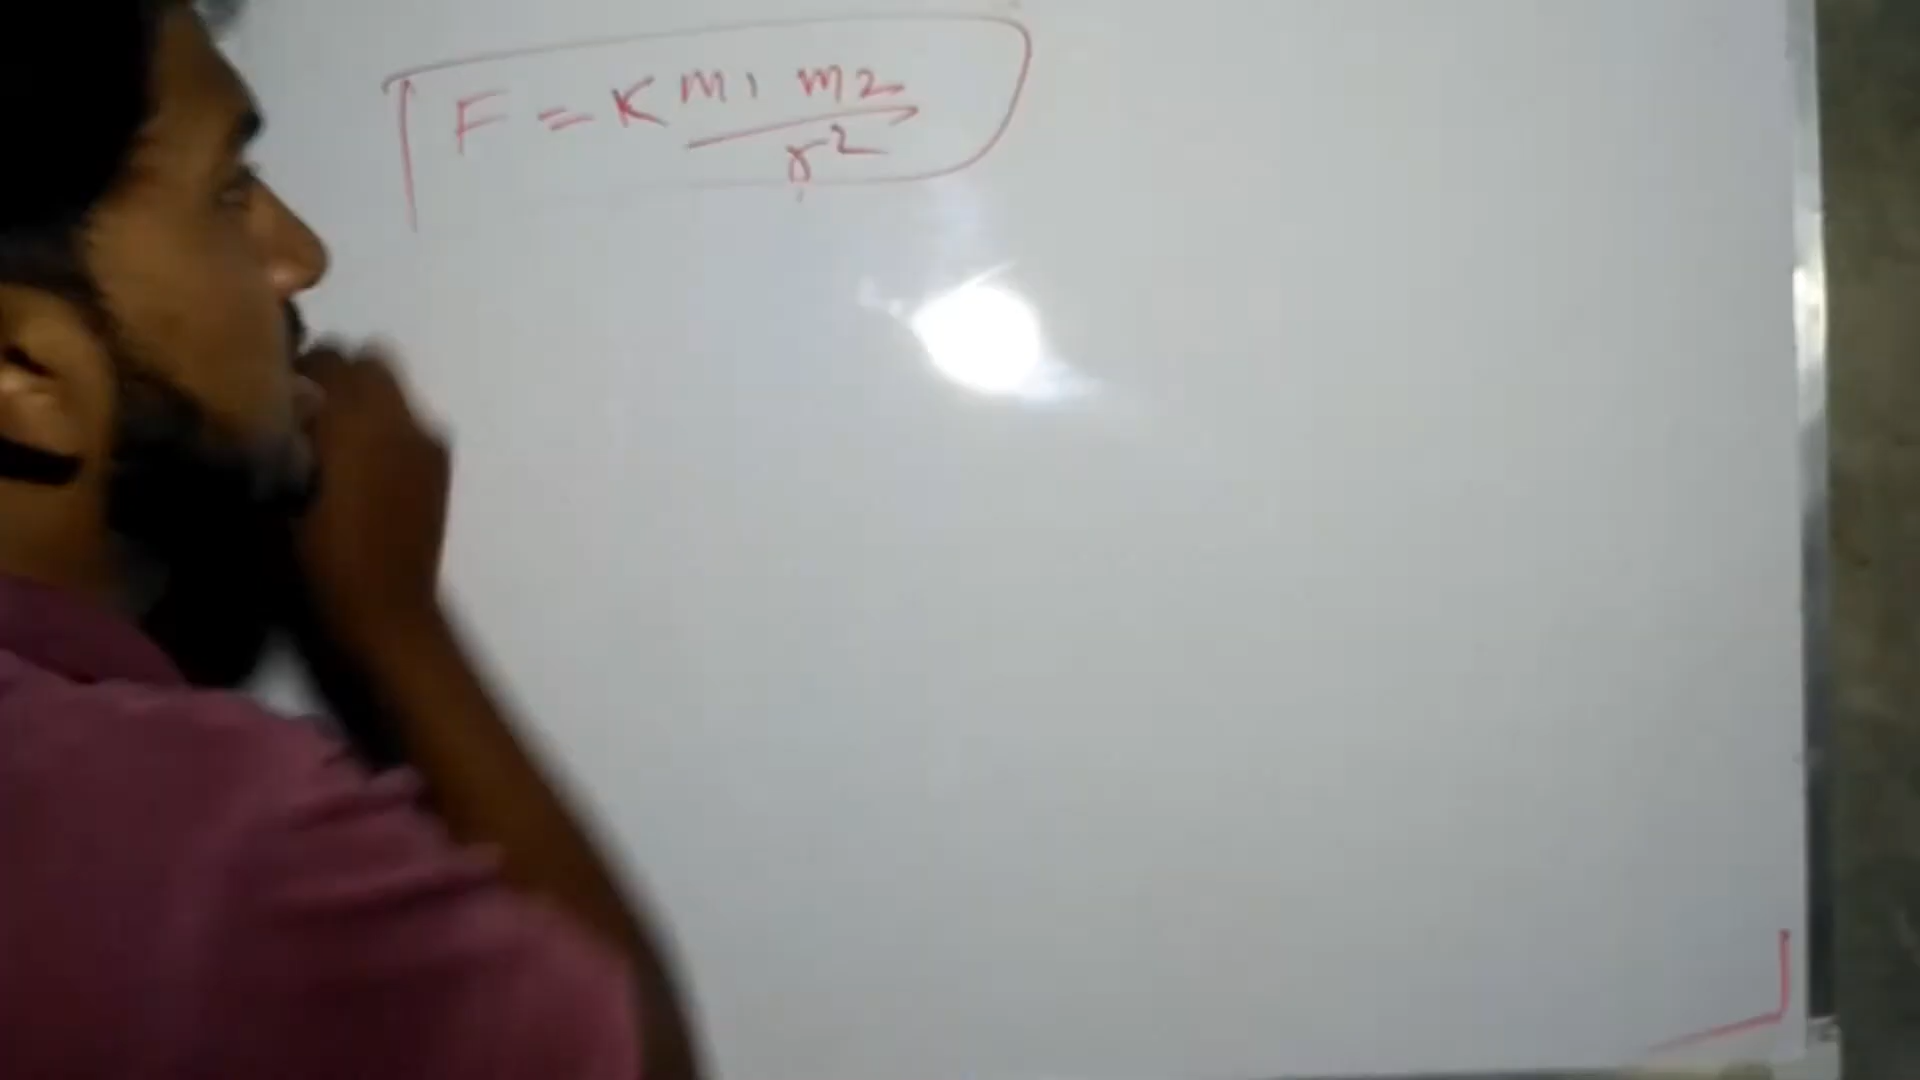 F = K m1 m2 / r²